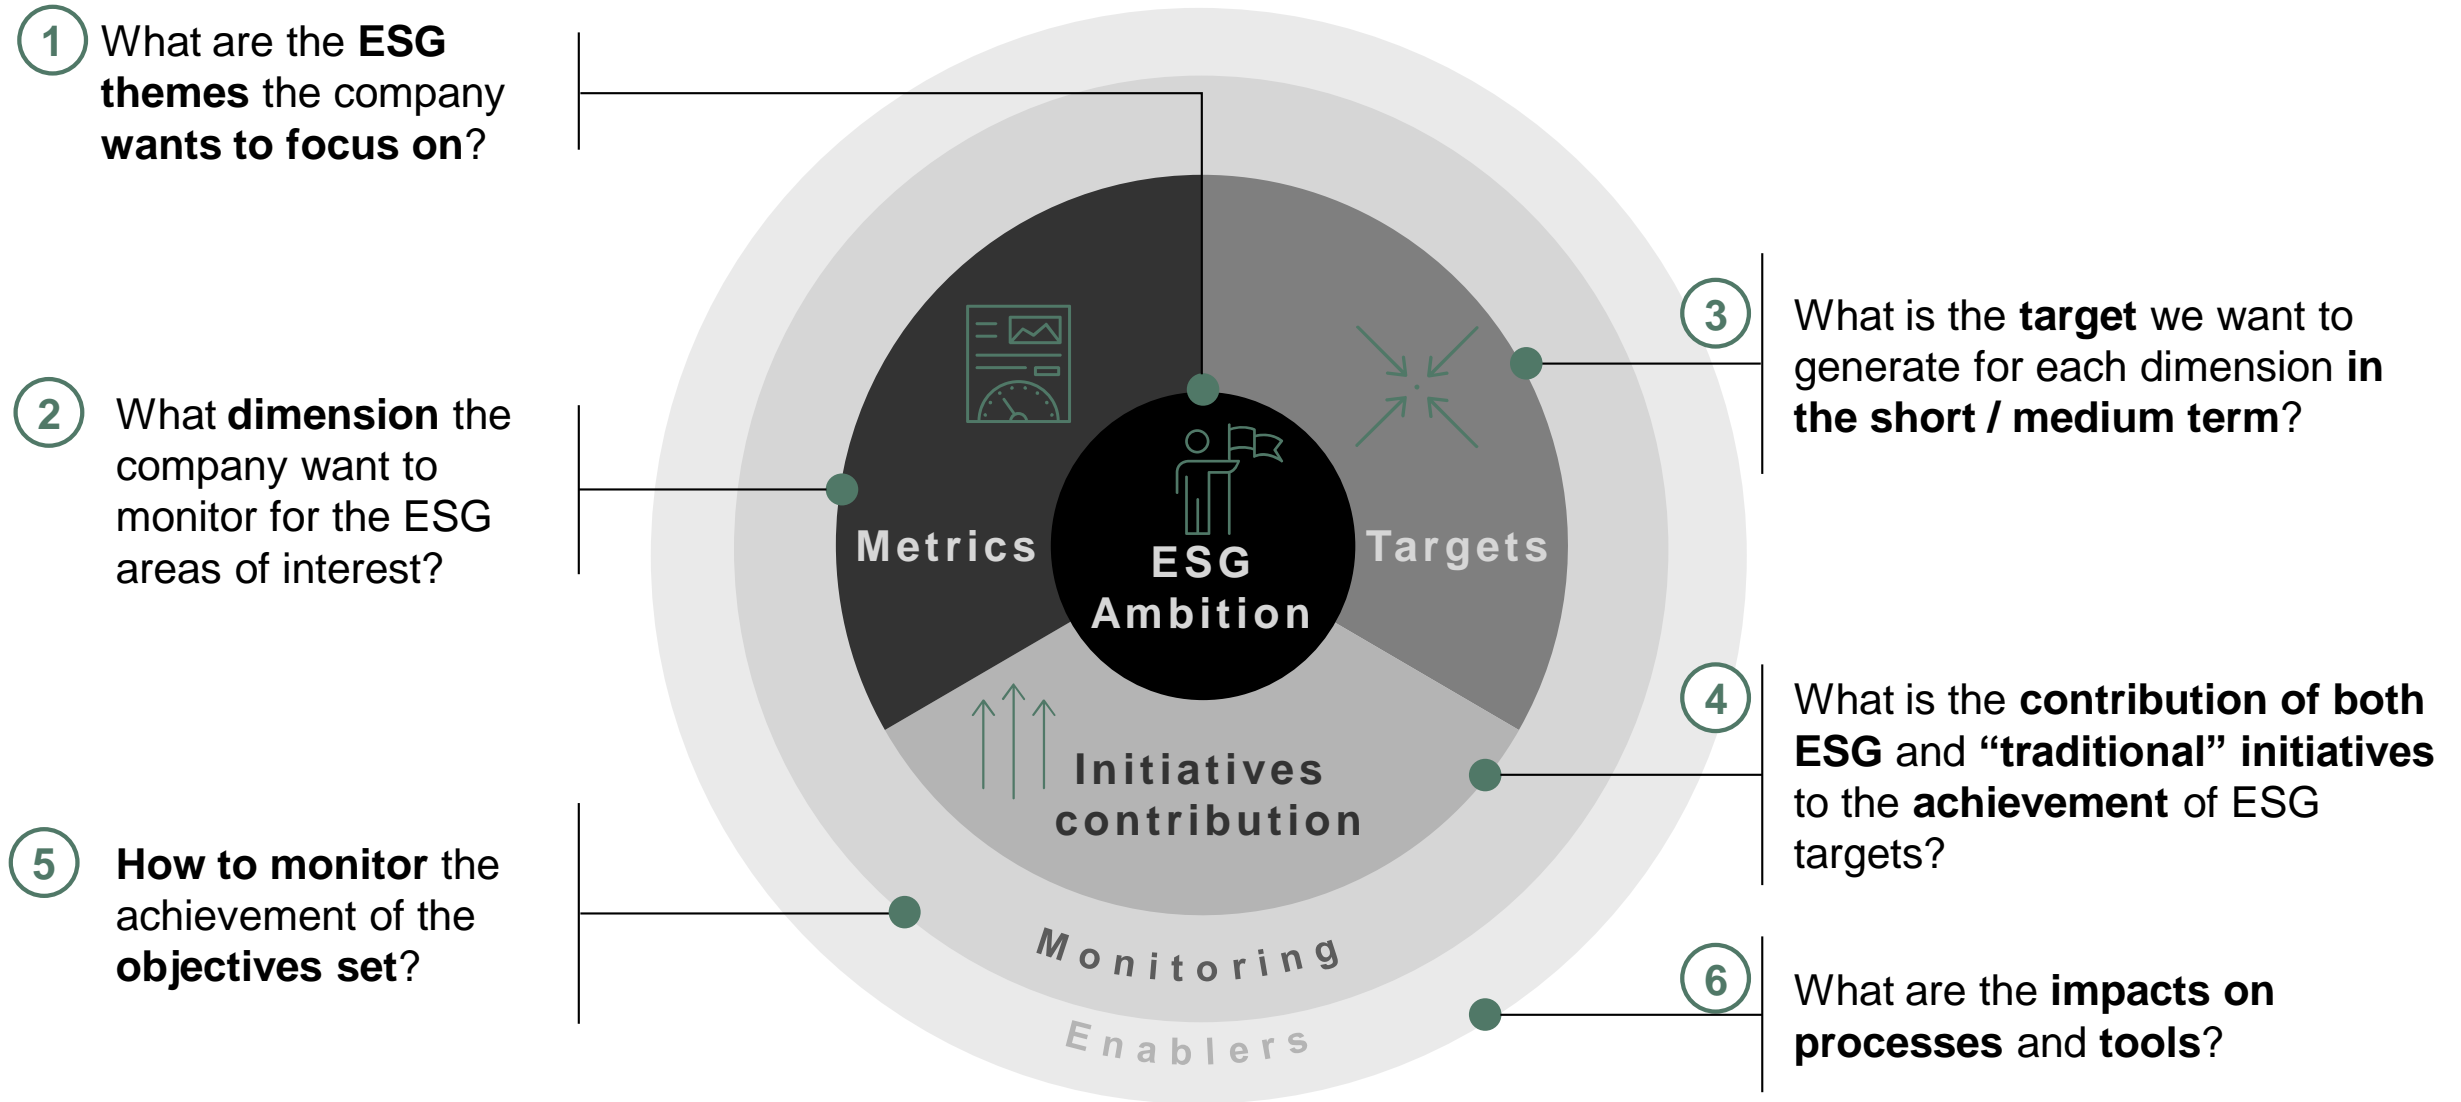 1
What are the ESG
themes the company
wants to focus on?
2
What dimension the
company want to
monitor for the ESG
areas of interest?
3
What is the target we want to
generate for each dimension in
the short / medium term?
4
What is the contribution of both
ESG and “traditional” initiatives
to the achievement of ESG
targets?
5
How to monitor the
achievement of the
objectives set?
6
What are the impacts on
processes and tools?
Metrics
ESG
Ambition
Targets
Initiatives
contribution
Monitoring
Enablers